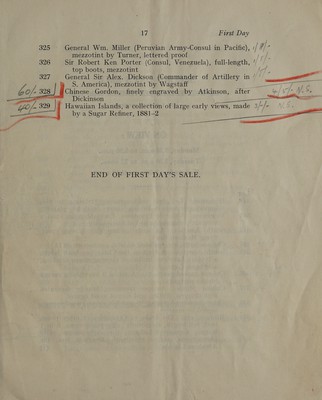 17 First Day
325 General Wm. Miller (Peruvian Army-Consul in Pacific),
mezzotint by Turner, lettered proof
326 Sir Robert Ken Porter (Consul, Venezuela), full-length,
top boots, mezzotint
327 General Sir Alex. Dickson (Commander of Artillery in
S. America), mezzotint by Wagstaff
60/- 328 Chinese Gordon, finely engraved by Atkinson, after
Dickinson
40/- 329 Hawaiian Islands, a collection of large early views, made
by a Sugar Refiner, 1881-2
END OF FIRST DAY'S SALE.